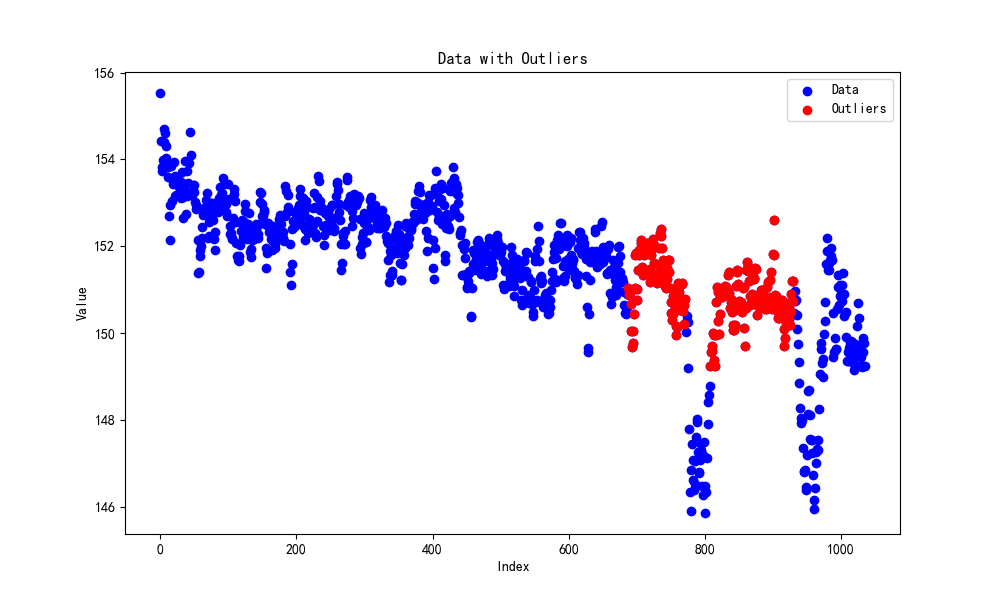 Data with Outliers
Data
Outliers
156
154
152
150
148
146
Value
0 200 400 600 800 1000
Index